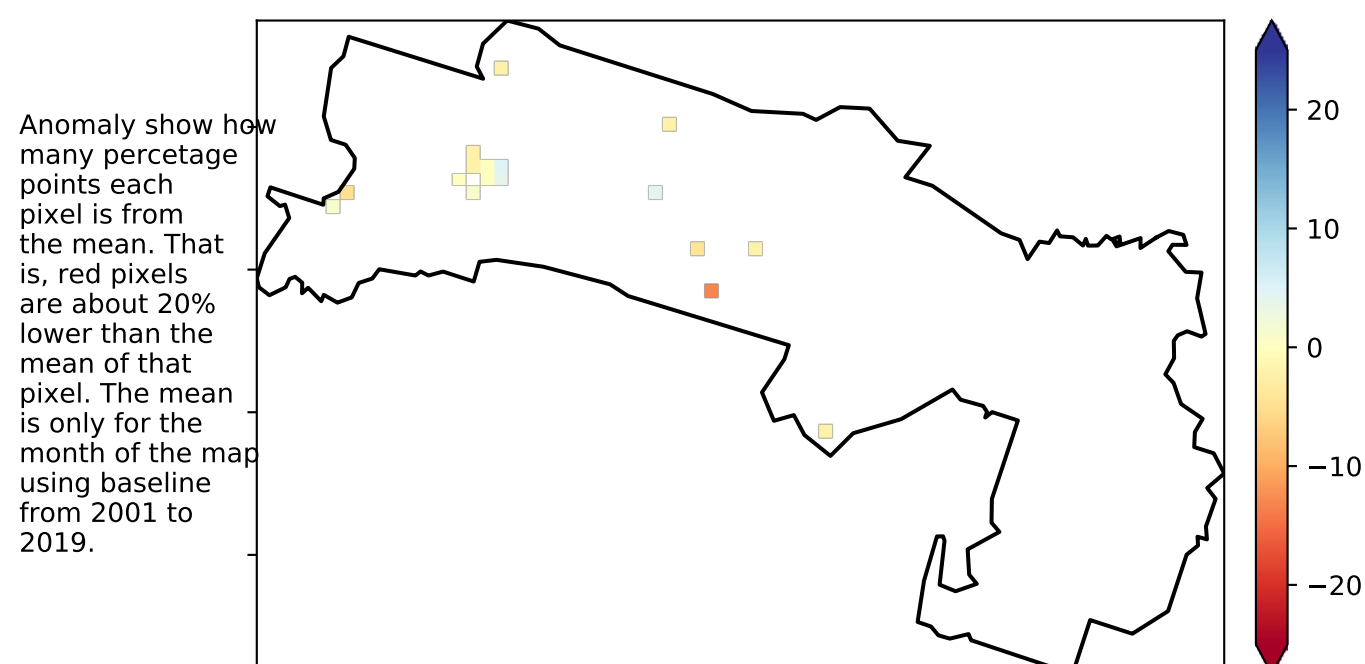 Anomaly show how
many percetage
points each
pixel is from
the mean. That
is, red pixels
are about 20%
lower than the
mean of that
pixel. The mean
is only for the
month of the map
using baseline
from 2001 to
2019.
20
10
0
−10
−20